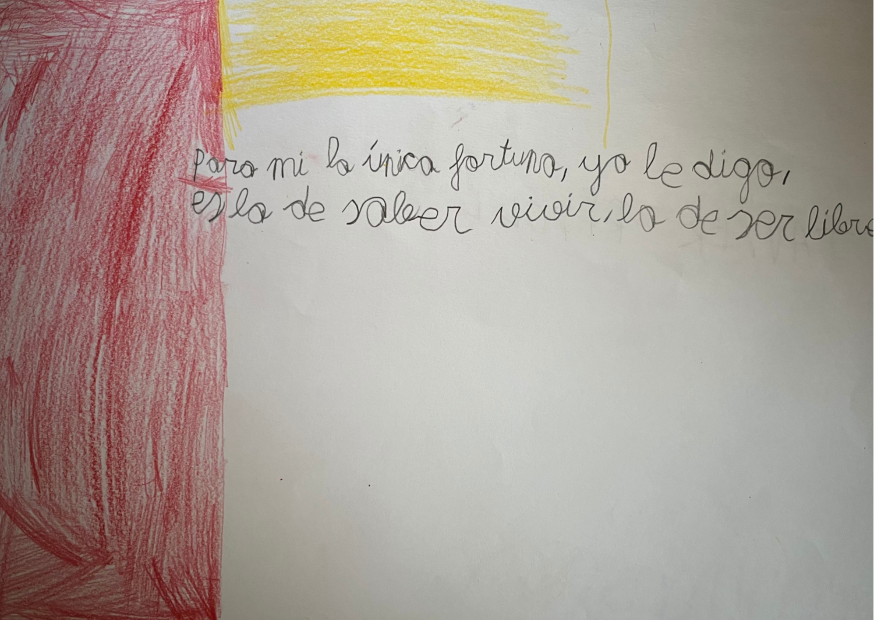 Para mi la única fortuna, yo le digo,
es la de saber vivir, la de ser libre